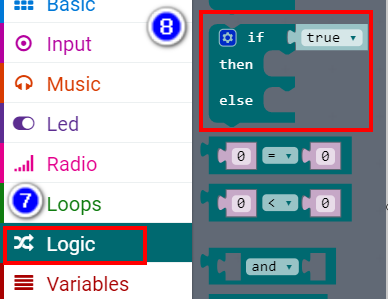 Basic
Input
Music
Led
Radio
7
Loops
Logic
Variables
8
if true
then
else
0 = 0
0 < 0
and